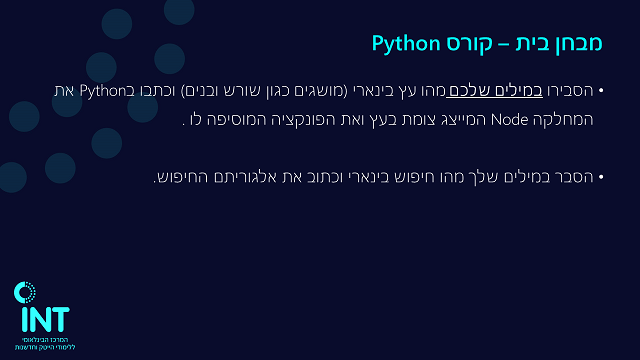 מבחן בית – קורס Python
• הסבירו במילים שלכם מהו עץ בינארי (מושגים כגון שורש ובנים) וכתבו בPython את
המחלקה Node המייצג צומת בעץ ואת הפונקציה המוסיפה לו .
• הסבר במילים שלך מהו חיפוש בינארי וכתוב את אלגוריתם החיפוש.
INT
המרכז הבינלאומי
ללימודי הייטק וחדשנות